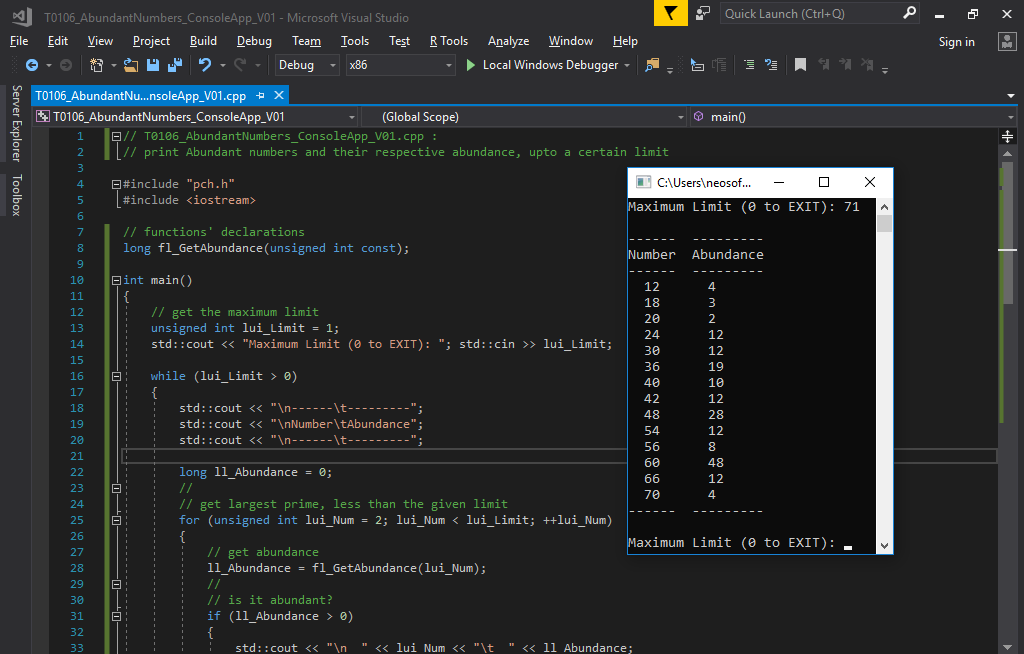 T0106_AbundantNumbers_ConsoleApp_V01 - Microsoft Visual Studio
Quick Launch (Ctrl+Q)
File Edit View Project Build Debug Team Tools Test R Tools Analyze Window Help
Sign in
Debug x86 Local Windows Debugger
Server Explorer
Toolbox
T0106_AbundantNu...nsoleApp_V01.cpp
T0106_AbundantNumbers_ConsoleApp_V01 (Global Scope) main()
1 // T0106_AbundantNumbers_ConsoleApp_V01.cpp :
2 // print Abundant numbers and their respective abundance, upto a certain limit
3
4 #include "pch.h"
5 #include <iostream>
6
7 // functions' declarations
8 long fl_GetAbundance(unsigned int const);
9
10 int main()
11 {
12 // get the maximum limit
13 unsigned int lui_Limit = 1;
14 std::cout << "Maximum Limit (0 to EXIT): "; std::cin >> lui_Limit;
15
16 while (lui_Limit > 0)
17 {
18 std::cout << "\n------\t---------";
19 std::cout << "\nNumber\tAbundance";
20 std::cout << "\n------\t---------";
21
22 long ll_Abundance = 0;
23 //
24 // get largest prime, less than the given limit
25 for (unsigned int lui_Num = 2; lui_Num < lui_Limit; ++lui_Num)
26 {
27 // get abundance
28 ll_Abundance = fl_GetAbundance(lui_Num);
29 //
30 // is it abundant?
31 if (ll_Abundance > 0)
32 {
33 std::cout << "\n  " << lui_Num << "\t  " << ll_Abundance;
C:\Users\neosof...
Maximum Limit (0 to EXIT): 71
------ ---------
Number Abundance
------ ---------
12 4
18 3
20 2
24 12
30 12
36 19
40 10
42 12
48 28
54 12
56 8
60 48
66 12
70 4
------ ---------
Maximum Limit (0 to EXIT):